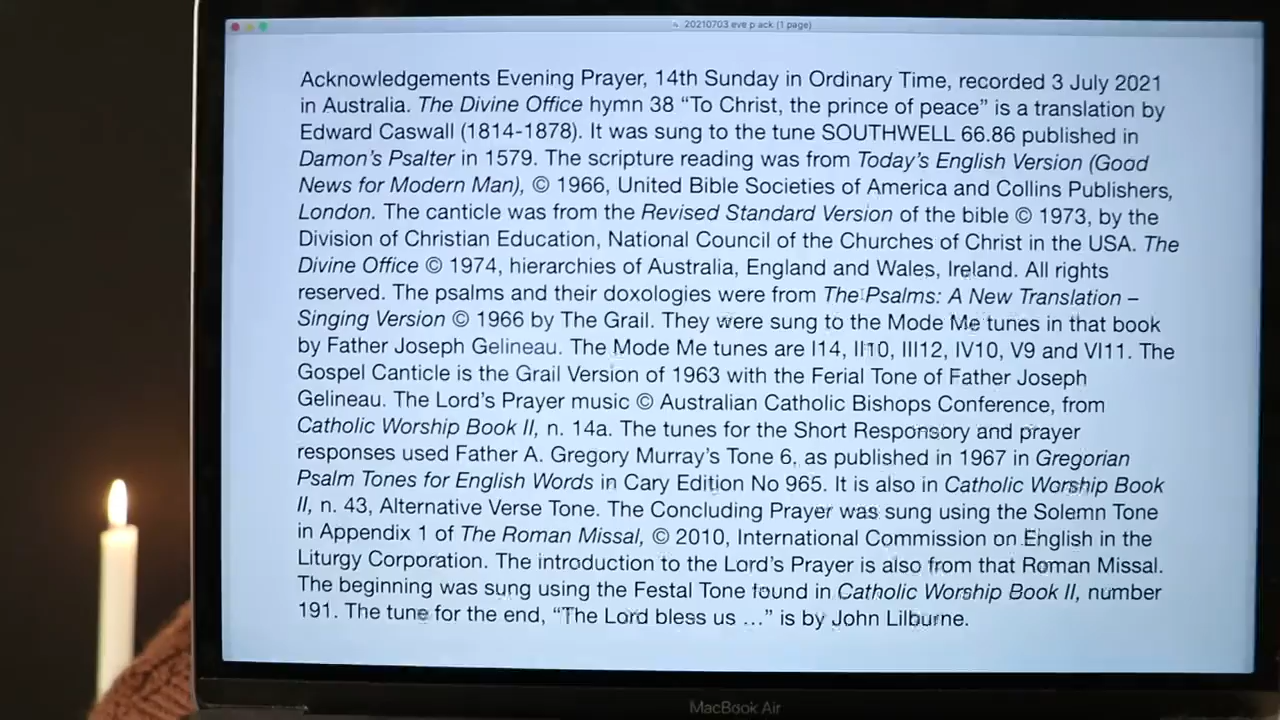 20210703 eve p ack (1 page)
Acknowledgements Evening Prayer, 14th Sunday in Ordinary Time, recorded 3 July 2021
in Australia. The Divine Office hymn 38 “To Christ, the prince of peace” is a translation by
Edward Caswall (1814-1878). It was sung to the tune SOUTHWELL 66.86 published in
Damon's Psalter in 1579. The scripture reading was from Today's English Version (Good
News for Modern Man), © 1966, United Bible Societies of America and Collins Publishers,
London. The canticle was from the Revised Standard Version of the bible © 1973, by the
Division of Christian Education, National Council of the Churches of Christ in the USA. The
Divine Office © 1974, hierarchies of Australia, England and Wales, Ireland. All rights
reserved. The psalms and their doxologies were from The Psalms: A New Translation –
Singing Version © 1966 by The Grail. They were sung to the Mode Me tunes in that book
by Father Joseph Gelineau. The Mode Me tunes are I14, II10, III12, IV10, V9 and VI11. The
Gospel Canticle is the Grail Version of 1963 with the Ferial Tone of Father Joseph
Gelineau. The Lord's Prayer music © Australian Catholic Bishops Conference, from
Catholic Worship Book II, n. 14a. The tunes for the Short Responsory and prayer
responses used Father A. Gregory Murray's Tone 6, as published in 1967 in Gregorian
Psalm Tones for English Words in Cary Edition No 965. It is also in Catholic Worship Book
II, n. 43, Alternative Verse Tone. The Concluding Prayer was sung using the Solemn Tone
in Appendix 1 of The Roman Missal, © 2010, International Commission on English in the
Liturgy Corporation. The introduction to the Lord's Prayer is also from that Roman Missal.
The beginning was sung using the Festal Tone found in Catholic Worship Book II, number
191. The tune for the end, “The Lord bless us ...” is by John Lilburne.
MacBook Air